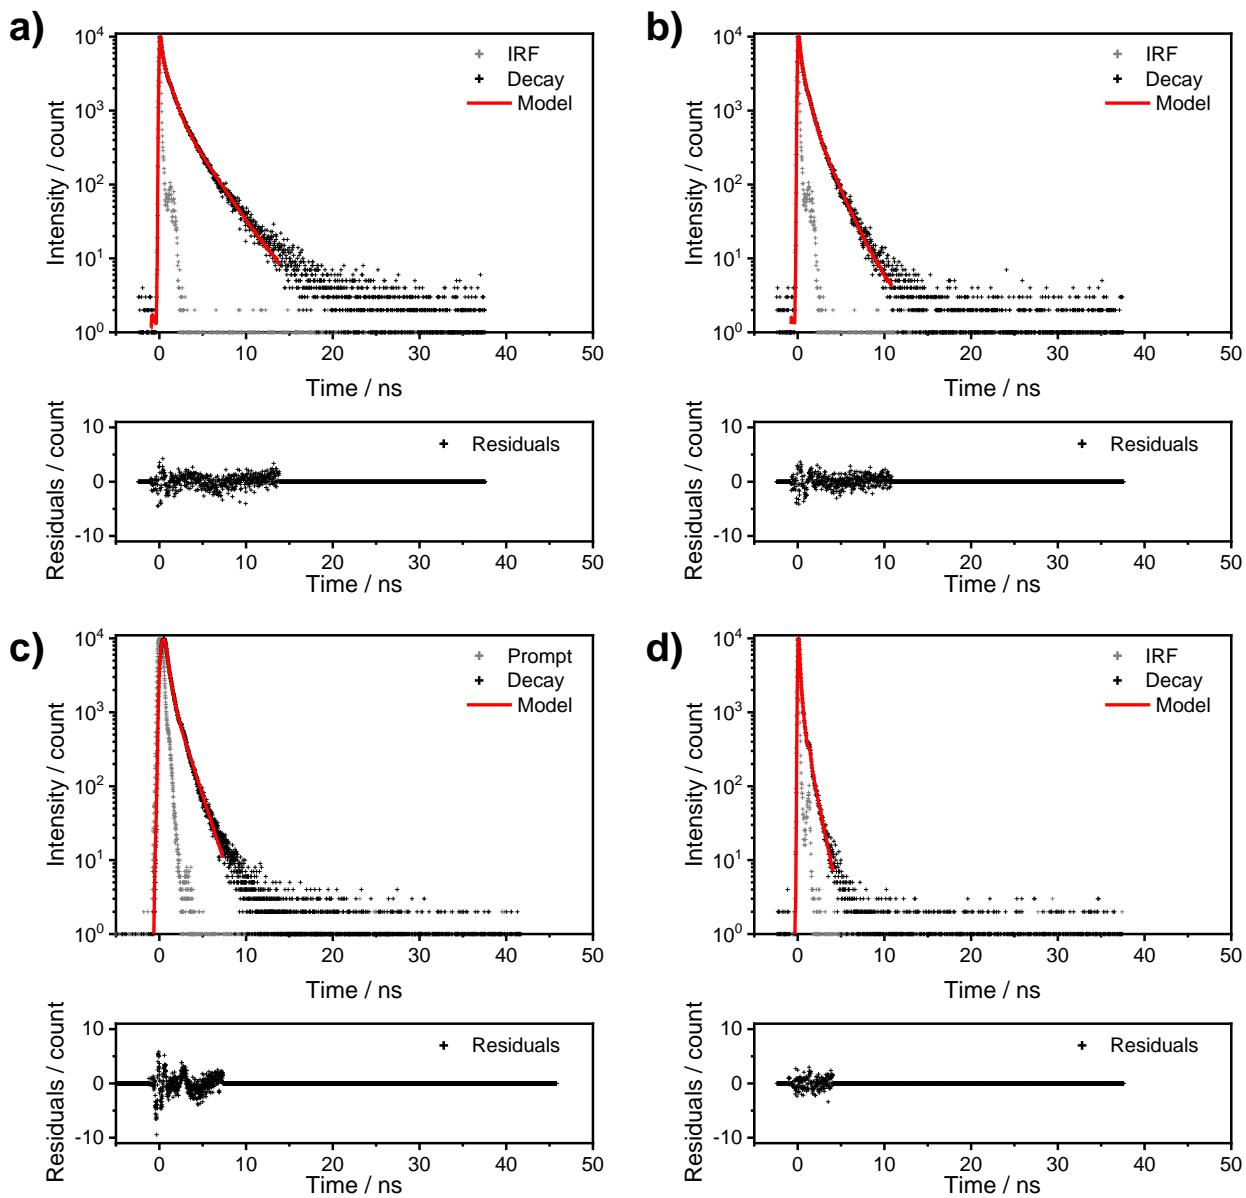 a)
10^4
10^3
10^2
10^1
10^0
Intensity / count
IRF
Decay
Model
0 10 20 30 40 50
Time / ns
10
0
-10
Residuals / count
Residuals
0 10 20 30 40 50
Time / ns
b)
10^4
10^3
10^2
10^1
10^0
Intensity / count
IRF
Decay
Model
0 10 20 30 40 50
Time / ns
10
0
-10
Residuals / count
Residuals
0 10 20 30 40 50
Time / ns
c)
10^4
10^3
10^2
10^1
10^0
Intensity / count
Prompt
Decay
Model
0 10 20 30 40 50
Time / ns
10
0
-10
Residuals / count
Residuals
0 10 20 30 40 50
Time / ns
d)
10^4
10^3
10^2
10^1
10^0
Intensity / count
IRF
Decay
Model
0 10 20 30 40 50
Time / ns
10
0
-10
Residuals / count
Residuals
0 10 20 30 40 50
Time / ns